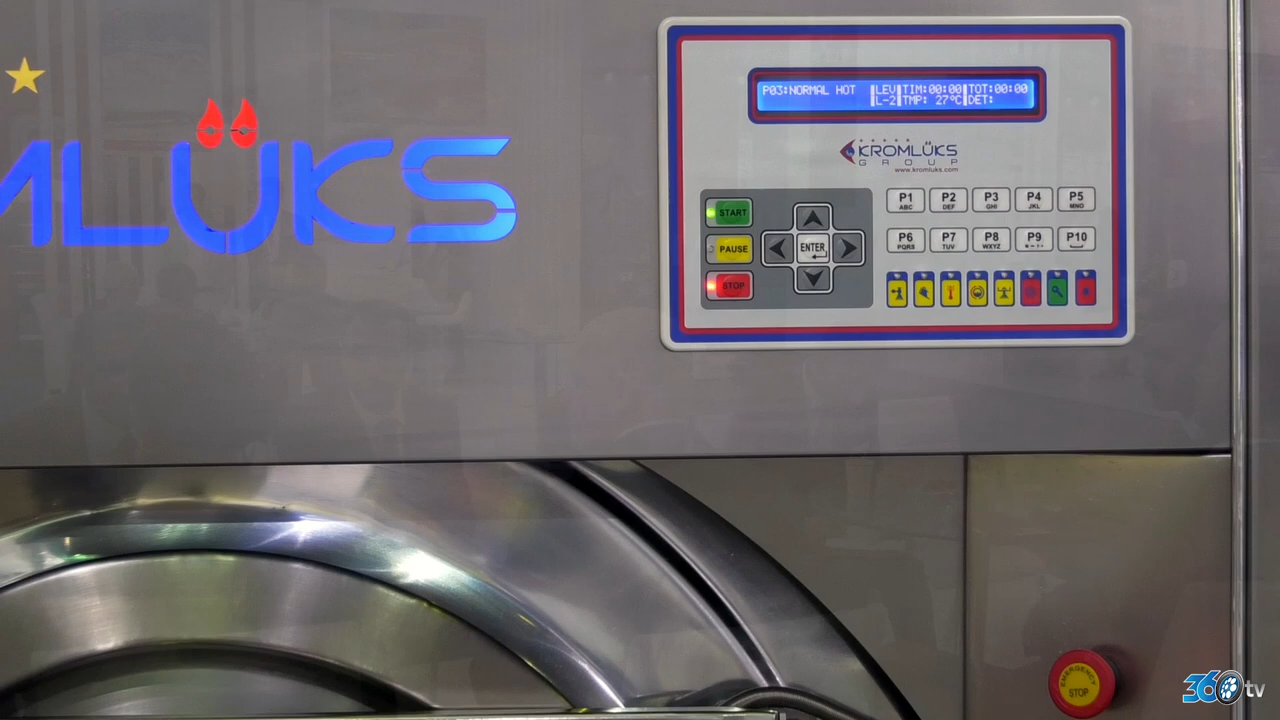 MLÜKS
P03:NORMAL HOT LEV TIM:00:00 TOT:00:00
L-2 TMP: 27°C DET:
KROMLÜKS
GROUP
www.kromluks.com
START
PAUSE
STOP
ENTER
P1 P2 P3 P4 P5
ABC DEF GHI JKL MNO
P6 P7 P8 P9 P10
PQRS TUV WXYZ
EMERGENCY
STOP
360tv